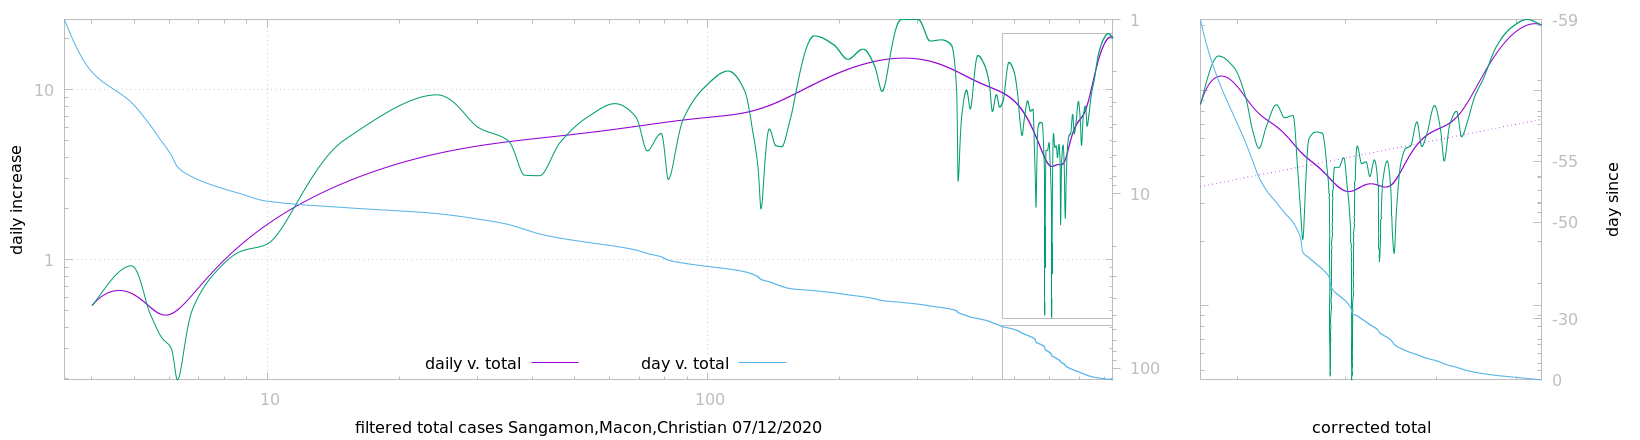 daily increase
10
1
daily v. total
day v. total
10
100
filtered total cases Sangamon,Macon,Christian 07/12/2020
1
10
100
-59
-55
-50
-30
0
day since
corrected total